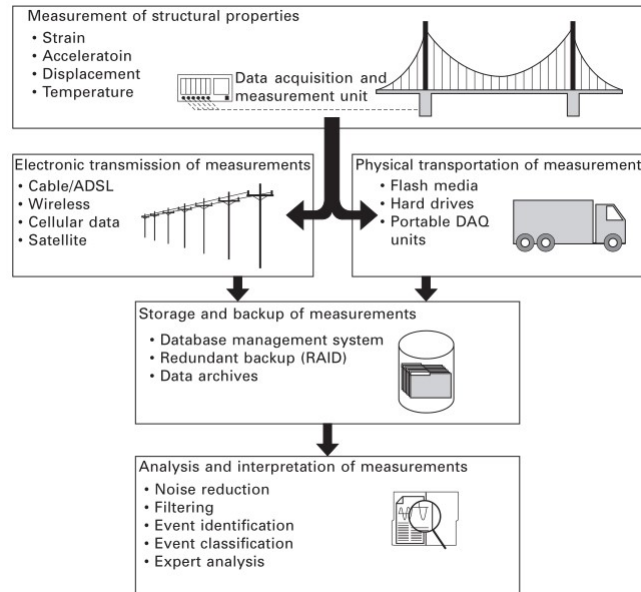 Measurement of structural properties
• Strain
• Acceleratoin
• Displacement
• Temperature
Data acquisition and
measurement unit
Electronic transmission of measurements
• Cable/ADSL
• Wireless
• Cellular data
• Satellite
Physical transportation of measurement
• Flash media
• Hard drives
• Portable DAQ
units
Storage and backup of measurements
• Database management system
• Redundant backup (RAID)
• Data archives
Analysis and interpretation of measurements
• Noise reduction
• Filtering
• Event identification
• Event classification
• Expert analysis